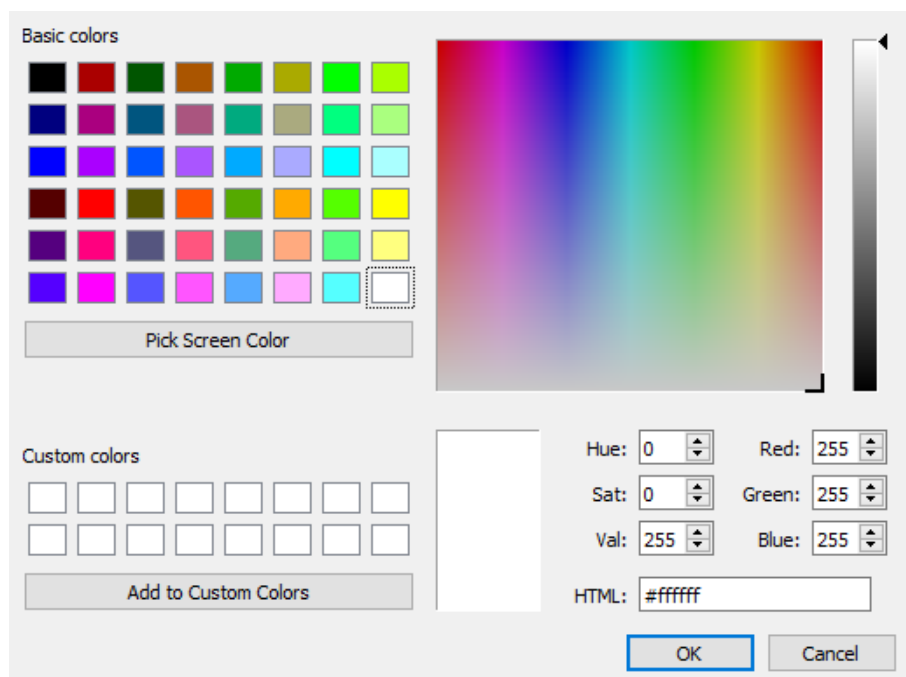 Basic colors
Pick Screen Color
Custom colors
Add to Custom Colors
Hue: 0 Red: 255
Sat: 0 Green: 255
Val: 255 Blue: 255
HTML: #ffffff
OK Cancel